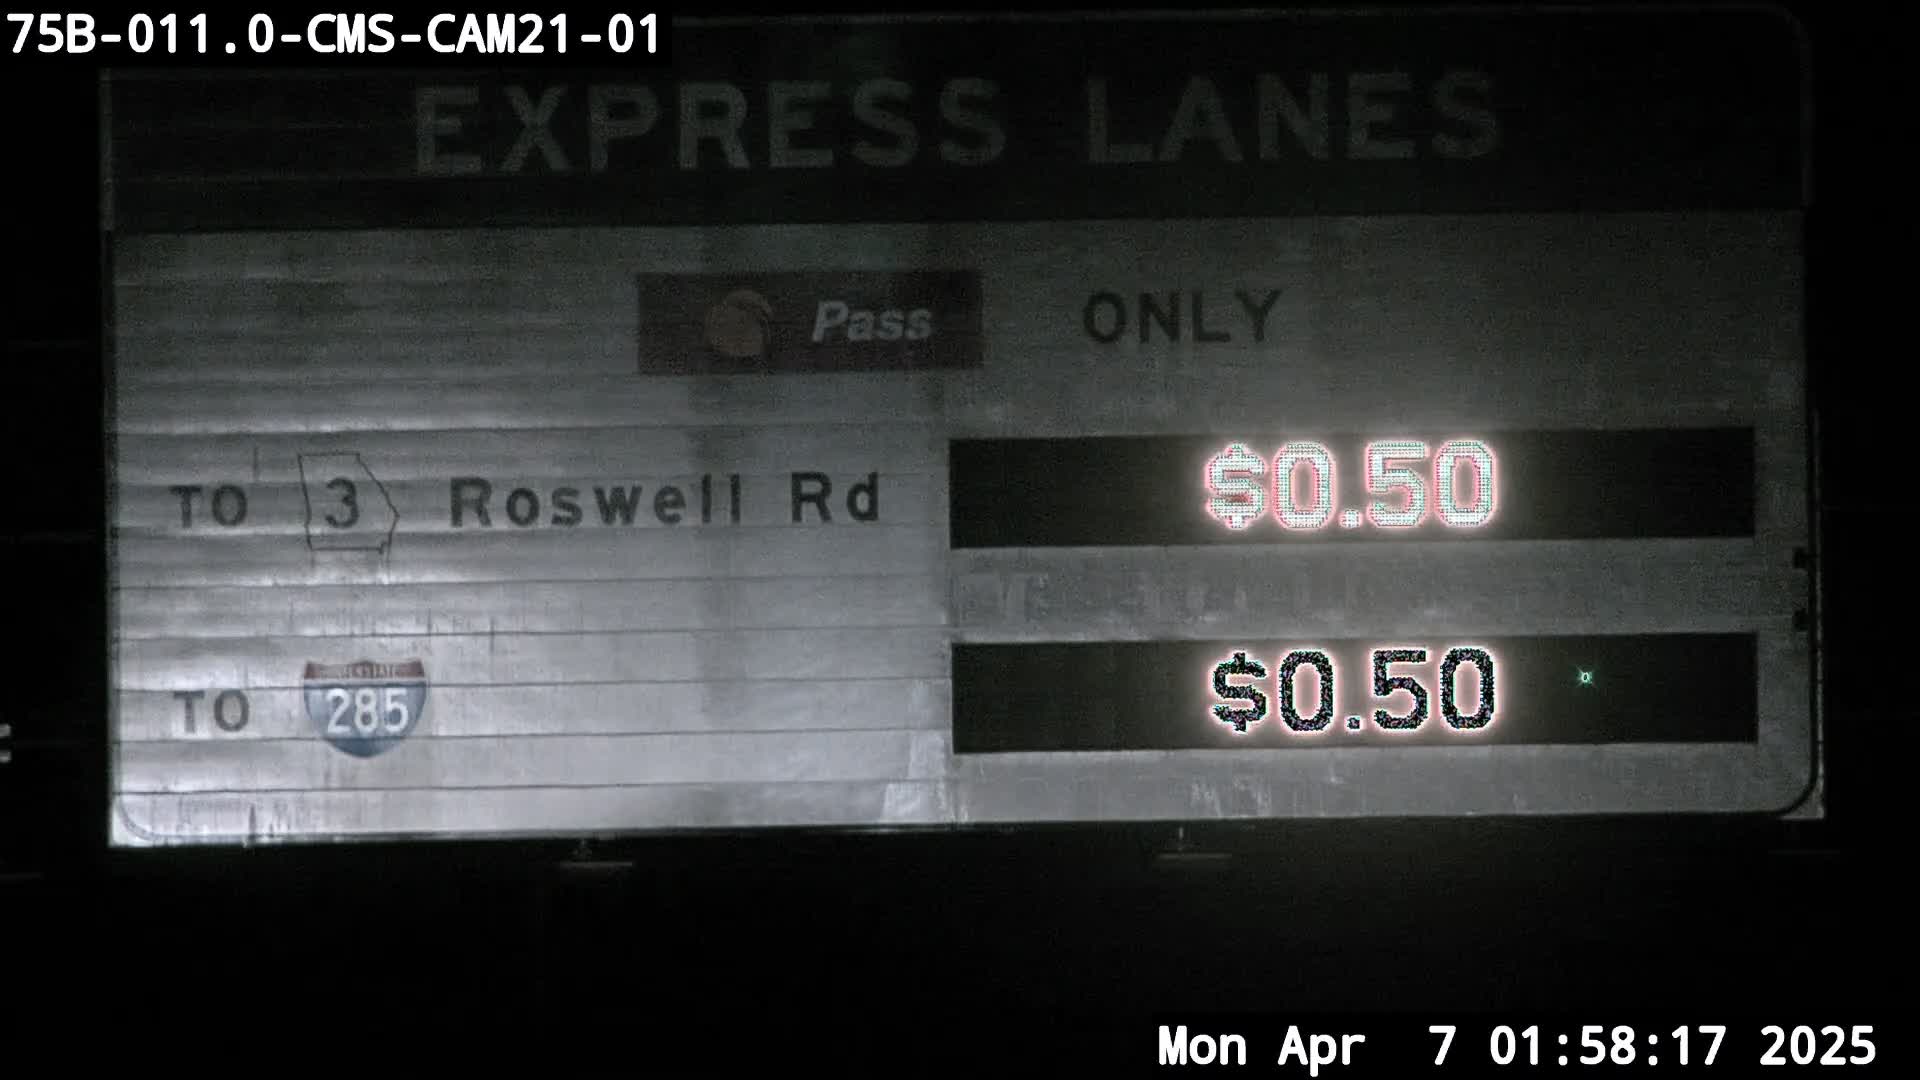 75B-011.0-CMS-CAM21-01
EXPRESS LANES
Pass ONLY
TO 3 Roswell Rd $0.50
INTERSTATE
TO 285 $0.50
Mon Apr 7 01:58:17 2025